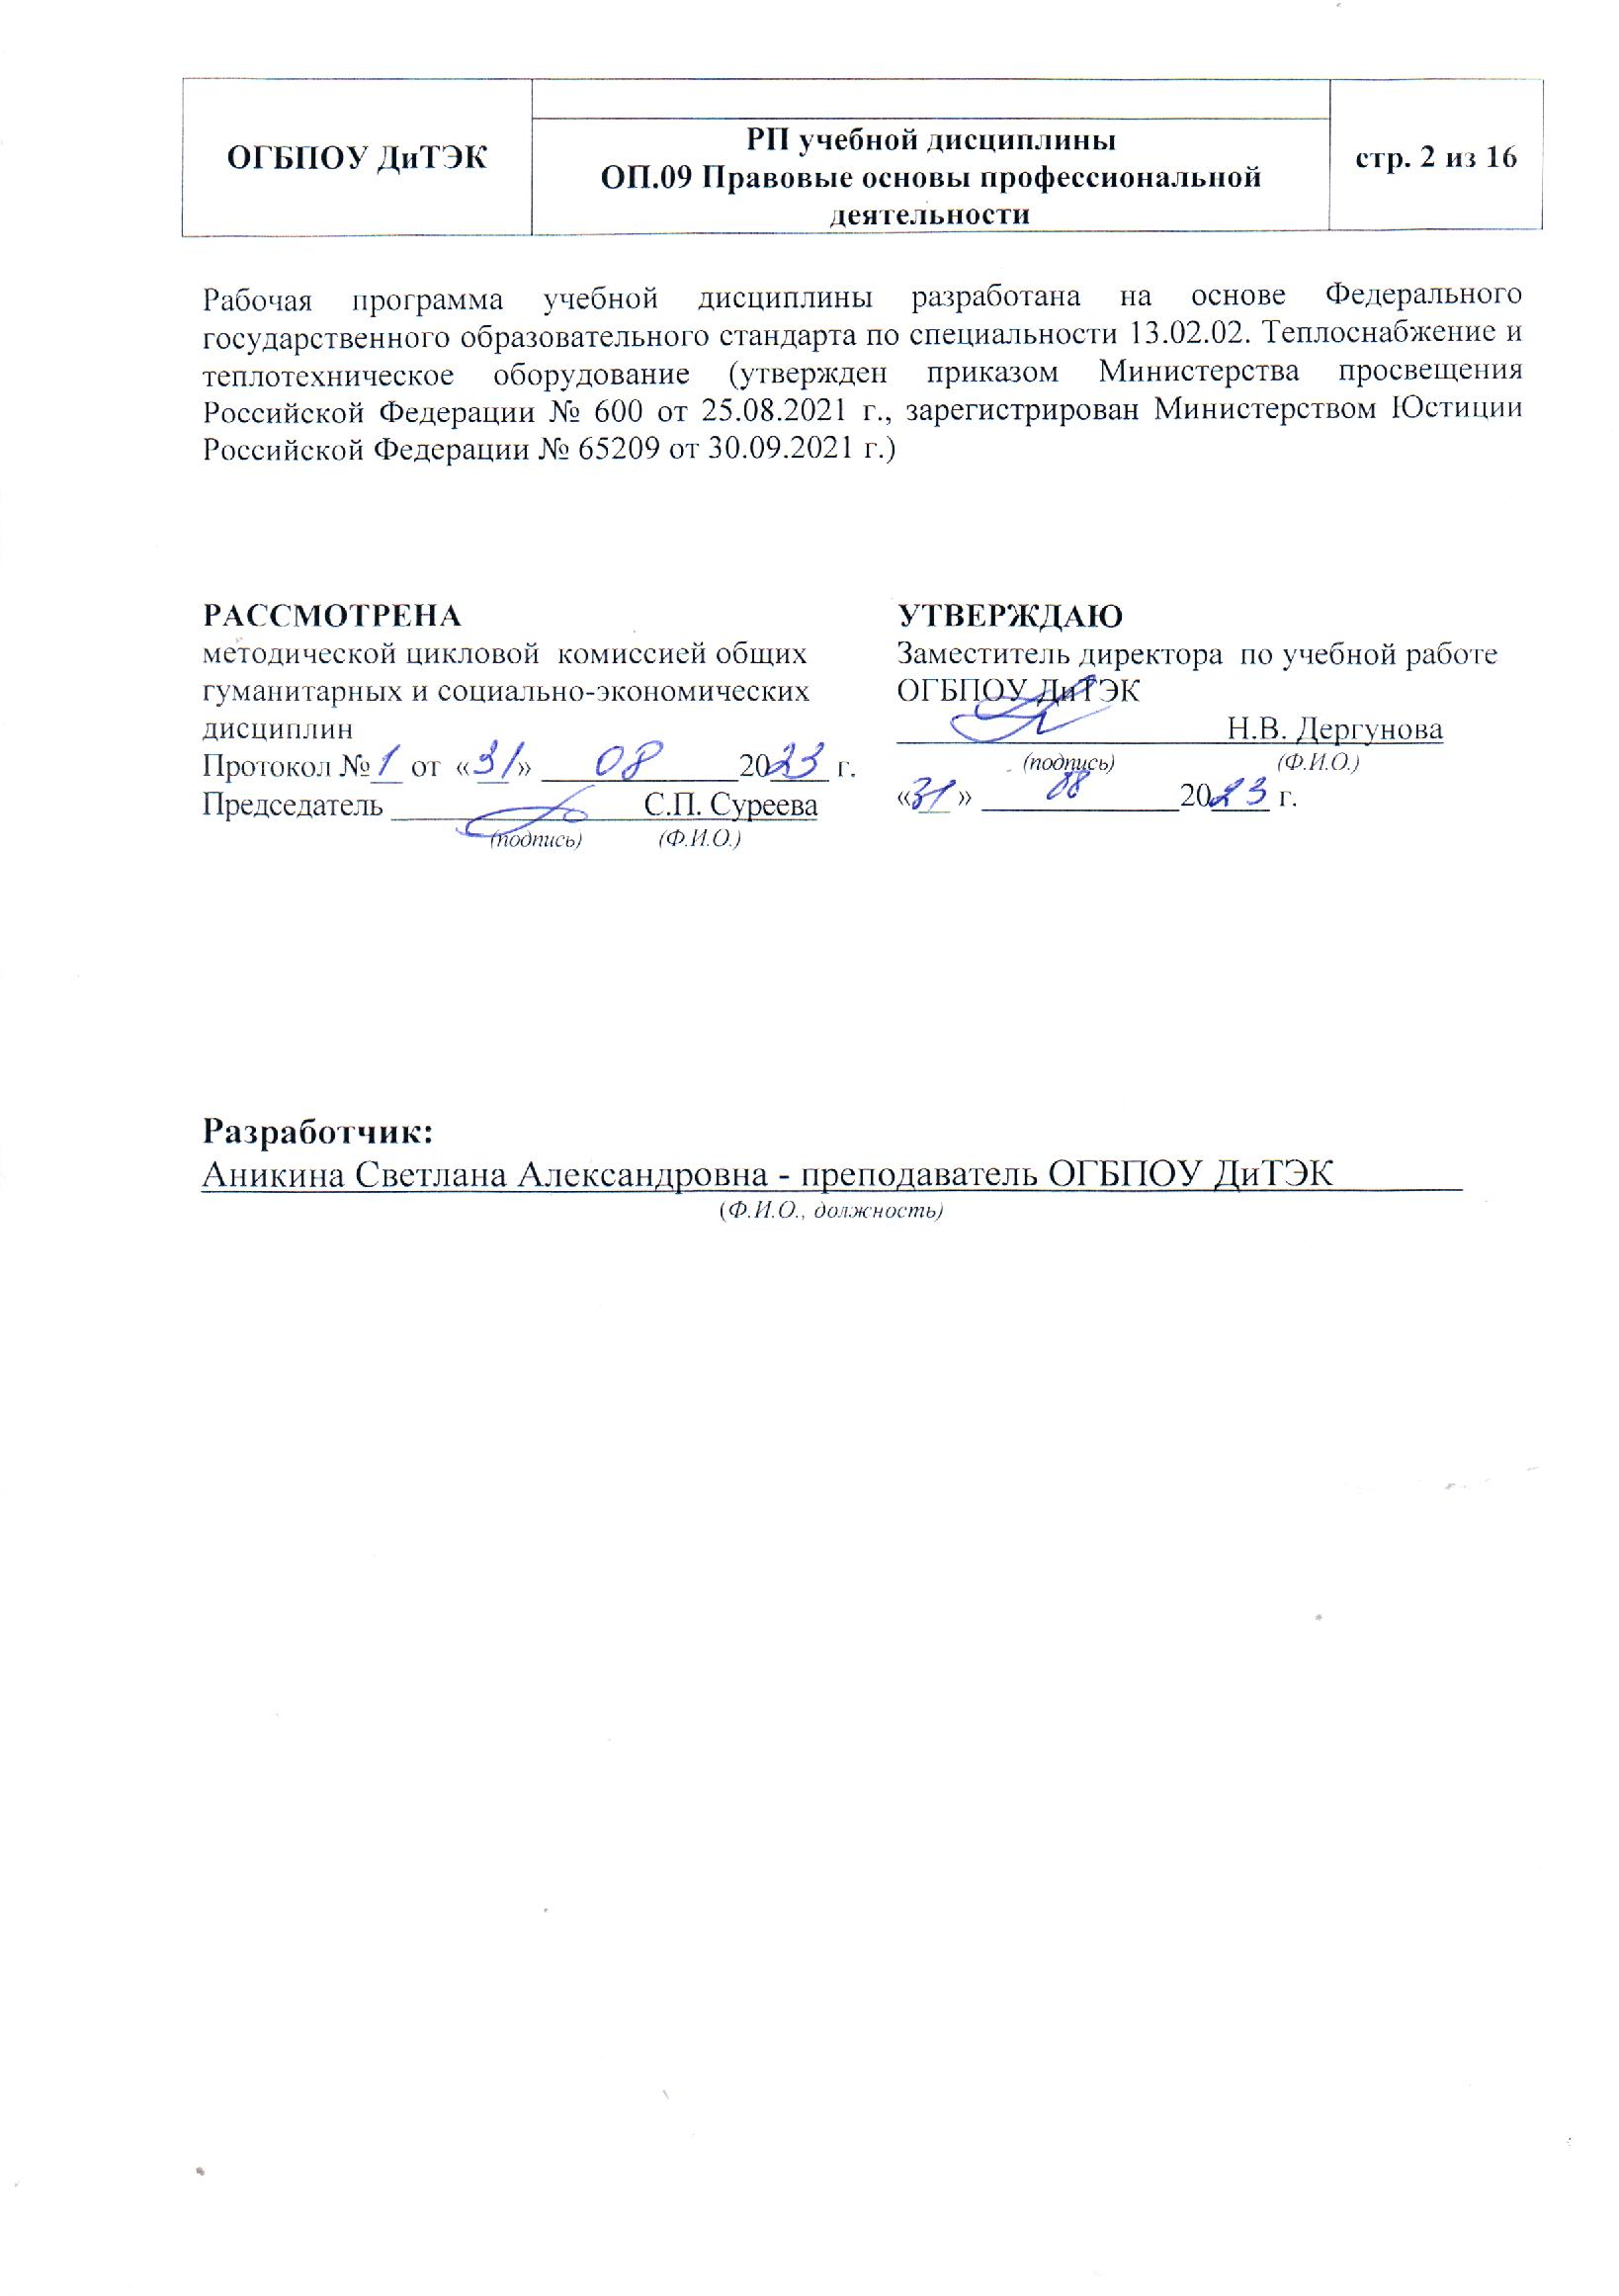 ОГБПОУ ДиТЭК
РП учебной дисциплины
ОП.09 Правовые основы профессиональной
деятельности
стр. 2 из 16
Рабочая программа учебной дисциплины разработана на основе Федерального
государственного образовательного стандарта по специальности 13.02.02. Теплоснабжение и
теплотехническое оборудование (утвержден приказом Министерства просвещения
Российской Федерации № 600 от 25.08.2021 г., зарегистрирован Министерством Юстиции
Российской Федерации № 65209 от 30.09.2021 г.)
РАССМОТРЕНА
методической цикловой комиссией общих
гуманитарных и социально-экономических
дисциплин
Протокол № 1 от «31» 08 2023 г.
Председатель С.П. Суреева
(подпись) (Ф.И.О.)
УТВЕРЖДАЮ
Заместитель директора по учебной работе
ОГБПОУ ДиТЭК
Н.В. Дергунова
(подпись) (Ф.И.О.)
«31» 08 2023 г.
Разработчик:
Аникина Светлана Александровна - преподаватель ОГБПОУ ДиТЭК
(Ф.И.О., должность)